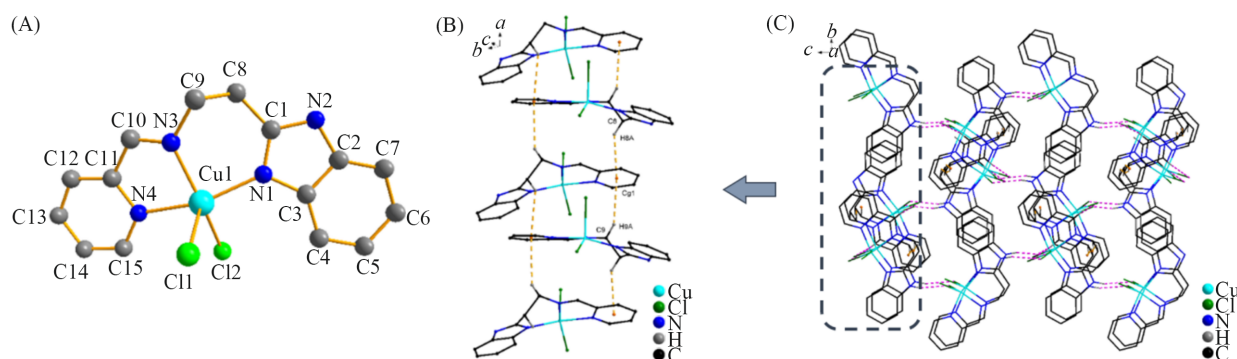 (A)
C9
C8
N2
C10
N3
C1
C12
C11
C2
C7
Cu1
N4
N1
C13
C3
C6
C14
C15
Cl1
Cl2
C4
C5
(B)
a
c
b
C8
H8A
Cg1
C9
H9A
Cu
Cl
N
H
C
(C)
b
c
a
Cu
Cl
N
H
C